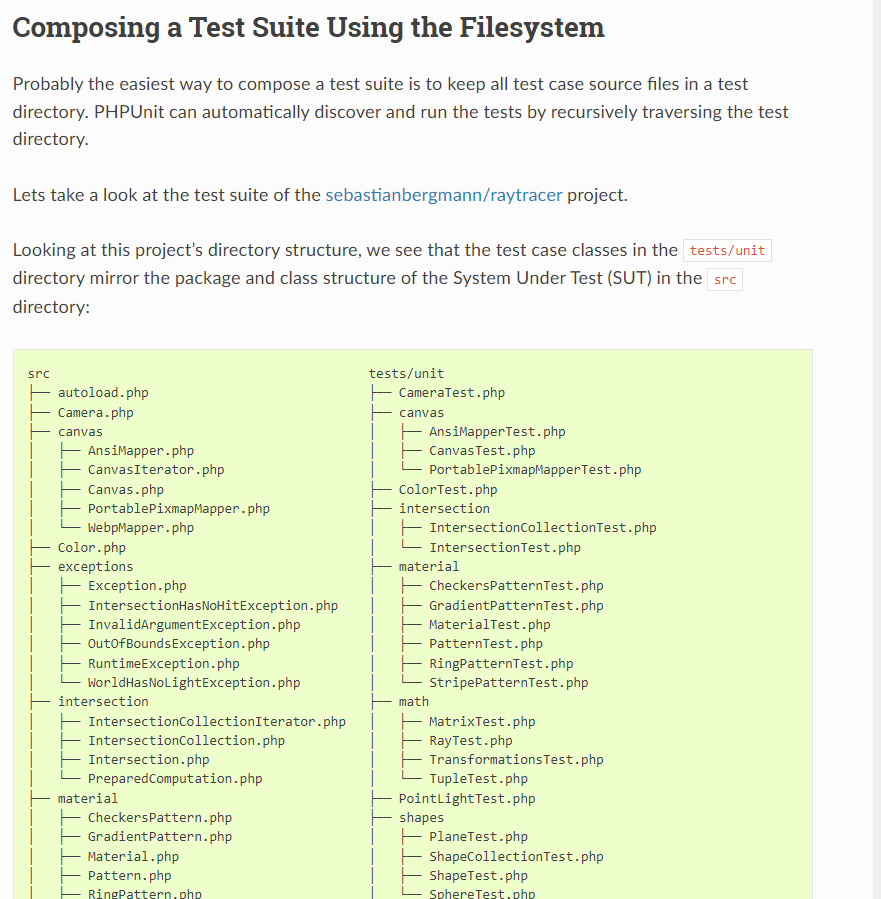 Composing a Test Suite Using the Filesystem
Probably the easiest way to compose a test suite is to keep all test case source files in a test
directory. PHPUnit can automatically discover and run the tests by recursively traversing the test
directory.
Lets take a look at the test suite of the sebastianbergmann/raytracer project.
Looking at this project’s directory structure, we see that the test case classes in the tests/unit
directory mirror the package and class structure of the System Under Test (SUT) in the src
directory:
src                                          tests/unit
├── autoload.php                             ├── CameraTest.php
├── Camera.php                               ├── canvas
├── canvas                                   │   ├── AnsiMapperTest.php
│   ├── AnsiMapper.php                       │   ├── CanvasTest.php
│   ├── CanvasIterator.php                   │   └── PortablePixmapMapperTest.php
│   ├── Canvas.php                           ├── ColorTest.php
│   ├── PortablePixmapMapper.php             ├── intersection
│   └── WebpMapper.php                       │   ├── IntersectionCollectionTest.php
├── Color.php                                │   └── IntersectionTest.php
├── exceptions                               ├── material
│   ├── Exception.php                        │   ├── CheckersPatternTest.php
│   ├── IntersectionHasNoHitException.php    │   ├── GradientPatternTest.php
│   ├── InvalidArgumentException.php         │   ├── MaterialTest.php
│   ├── OutOfBoundsException.php             │   ├── PatternTest.php
│   ├── RuntimeException.php                 │   ├── RingPatternTest.php
│   └── WorldHasNoLightException.php         │   └── StripePatternTest.php
├── intersection                             ├── math
│   ├── IntersectionCollectionIterator.php   │   ├── MatrixTest.php
│   ├── IntersectionCollection.php           │   ├── RayTest.php
│   ├── Intersection.php                     │   ├── TransformationsTest.php
│   └── PreparedComputation.php              │   └── TupleTest.php
├── material                                 ├── PointLightTest.php
│   ├── CheckersPattern.php                  ├── shapes
│   ├── GradientPattern.php                  │   ├── PlaneTest.php
│   ├── Material.php                         │   ├── ShapeCollectionTest.php
│   ├── Pattern.php                          │   ├── ShapeTest.php
│   ├── RingPattern.php                      │   └── SphereTest.php